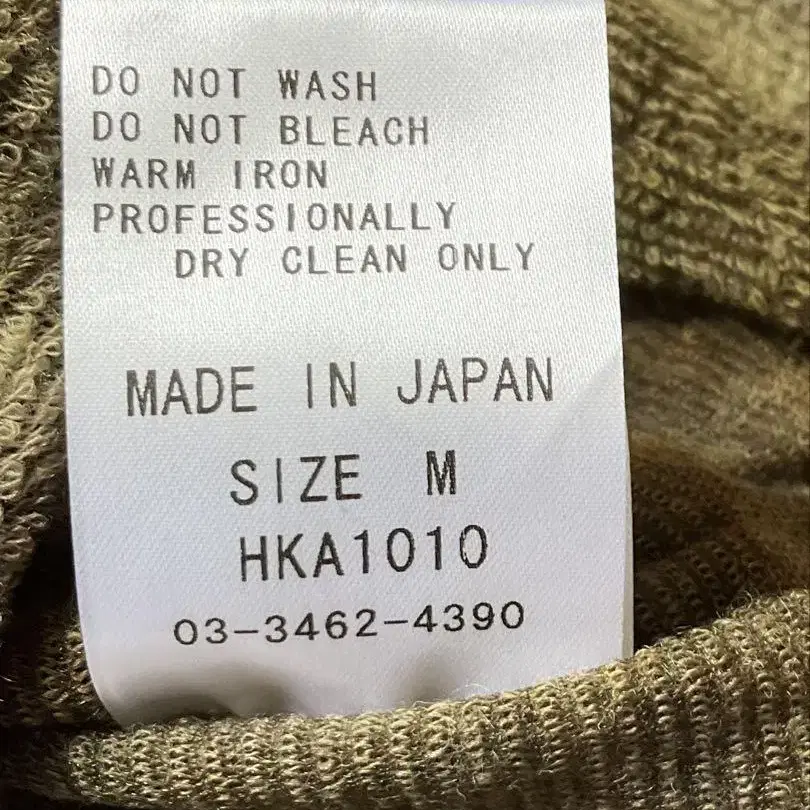 DO NOT WASH
DO NOT BLEACH
WARM IRON
PROFESSIONALLY
DRY CLEAN ONLY
MADE IN JAPAN
SIZE M
HKA1010
03-3462-4390